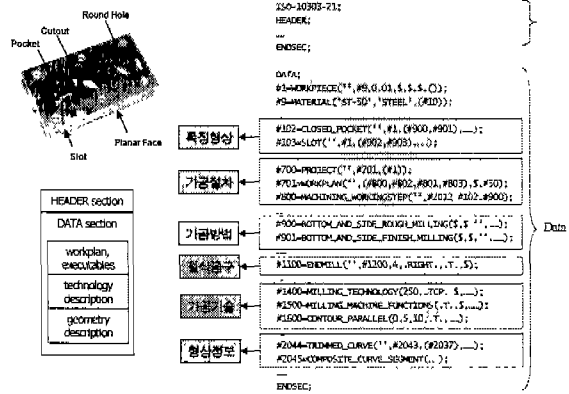 Round Hole
Cutout
Pocket
Slot
Planar Face
HEADER section
DATA section
workplan, executables
technology description
geometry description
ISO-10303-21;
HEADER;
ENDSEC;
DATA;
#1=WORKPIECE('',#9,0.01,$,$,$,());
#9=MATERIAL('ST-50','STEEL',(#10));
특징형상
#102=CLOSED_POCKET('',#1,(#900,#901),....);
#103=SLOT('',#1,(#902,#903),...);
가공절차
#700=PROJECT('',#701,(#1));
#701=WORKPLAN('',(#800,#802,#801,#803),$,#50);
#800=MACHINING_WORKINGSTEP('',#2012,#102,#900);
가공방법
#900=BOTTOM_AND_SIDE_ROUGH_MILLING($,$,'',....);
#901=BOTTOM_AND_SIDE_FINISH_MILLING($,$,'',....);
#1100=ENDMILL('',#1200,4,.RIGHT.,.T.,$);
가공기술
#1400=MILLING_TECHNOLOGY(250,.TCP.,$,....);
#1500=MILLING_MACHINE_FUNCTIONS(.T.,$,....);
#1600=CONTOUR_PARALLEL(0,5,10,.T.,....);
형상정보
#2044=TRIMMED_CURVE('',#2043,(#2037),....);
#2045=COMPOSITE_CURVE_SEGMENT(..);
ENDSEC;
Data